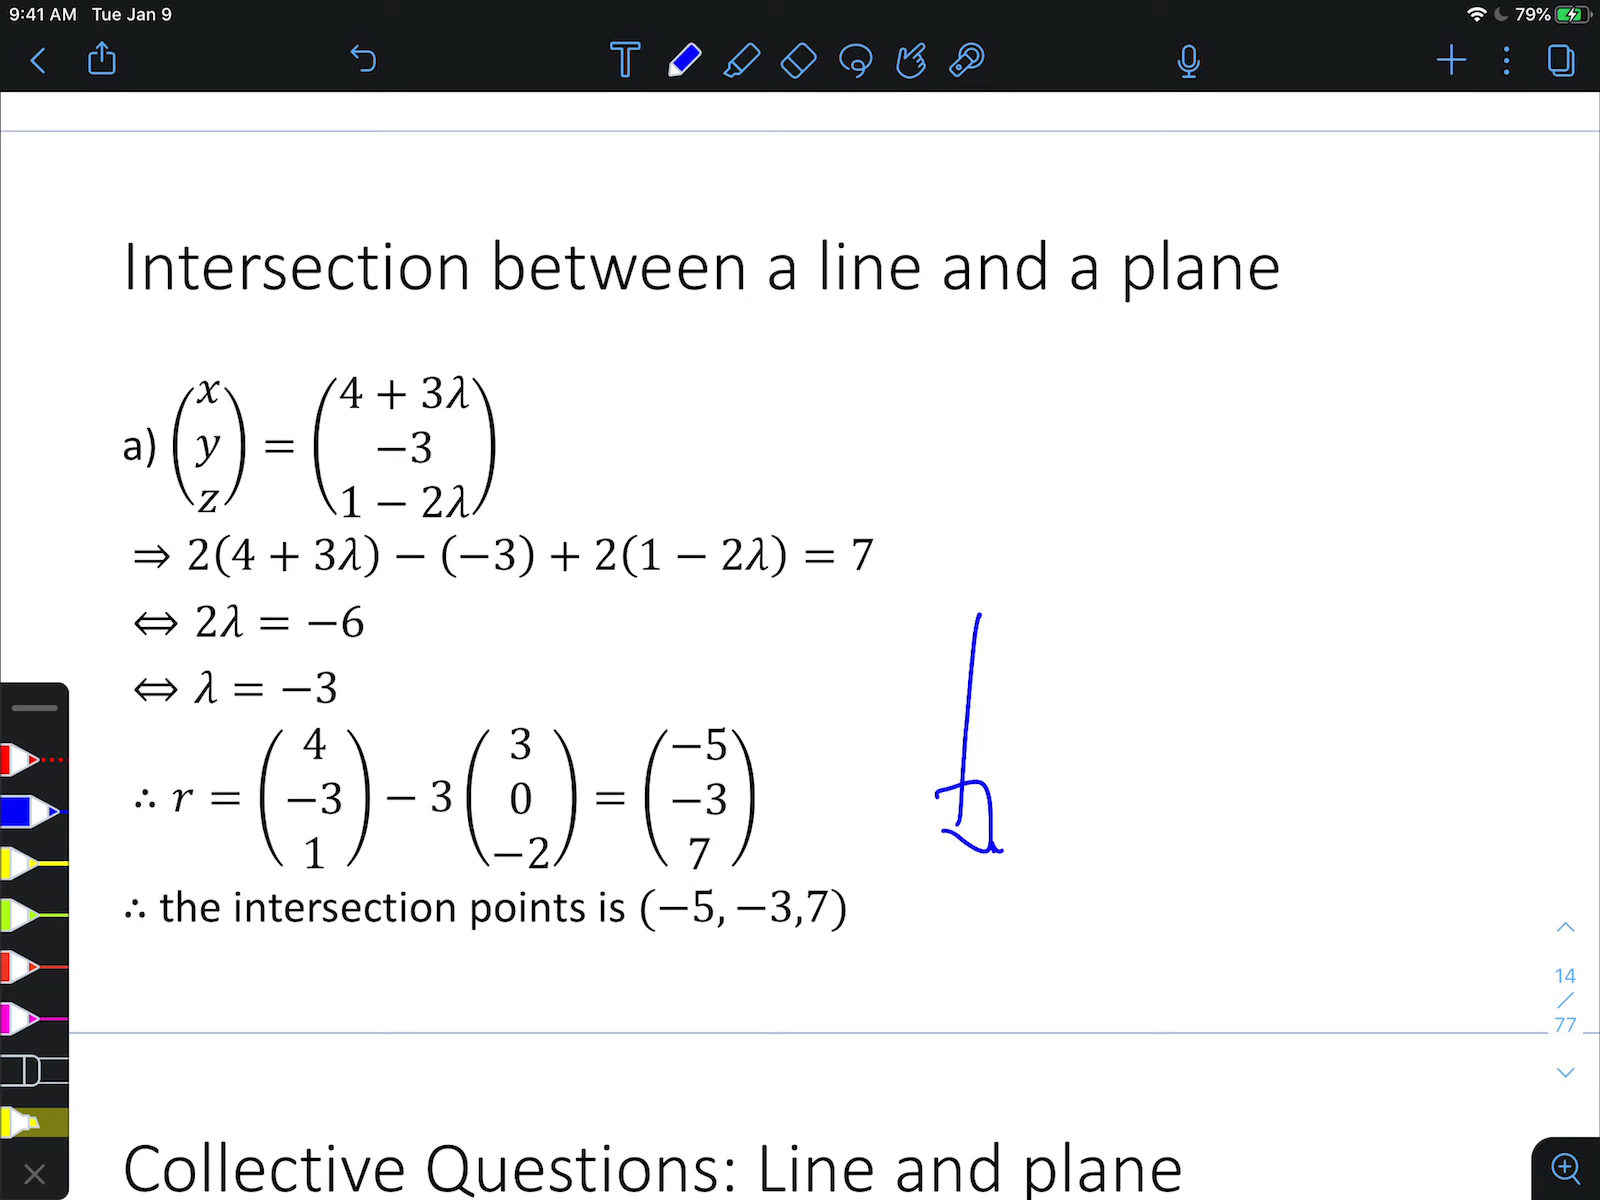 9:41 AM Tue Jan 9 79%
Intersection between a line and a plane
a) (x y z) = (4 + 3λ −3 1 − 2λ)
⇒ 2(4 + 3λ) − (−3) + 2(1 − 2λ) = 7
⇔ 2λ = −6
⇔ λ = −3
∴ r = (4 −3 1) − 3 (3 0 −2) = (−5 −3 7)
∴ the intersection points is (−5, −3,7)
14
/
77
Collective Questions: Line and plane